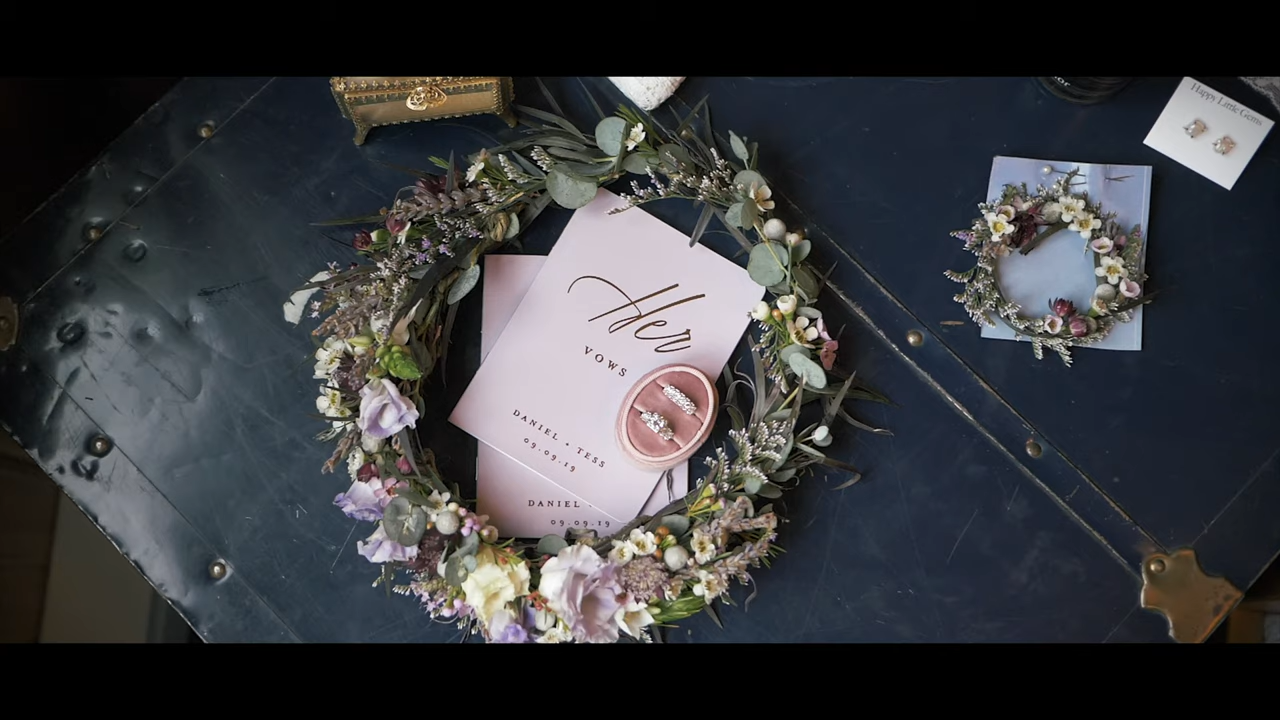 Happy Little Gems
Her
VOWS
DANIEL + TESS
09.09.19
DANIEL
09.09.19